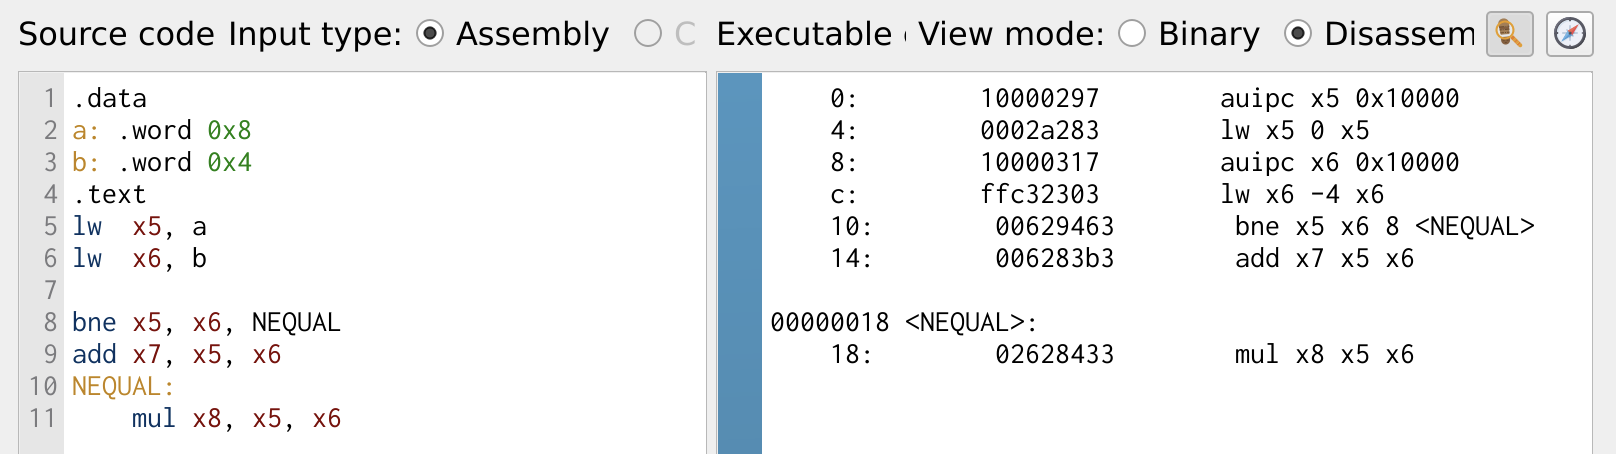 Source code Input type: Assembly C Executable View mode: Binary Disassem
1 .data
2 a: .word 0x8
3 b: .word 0x4
4 .text
5 lw  x5, a
6 lw  x6, b
7
8 bne x5, x6, NEQUAL
9 add x7, x5, x6
10 NEQUAL:
11     mul x8, x5, x6
0: 10000297 auipc x5 0x10000
4: 0002a283 lw x5 0 x5
8: 10000317 auipc x6 0x10000
c: ffc32303 lw x6 -4 x6
10: 00629463 bne x5 x6 8 <NEQUAL>
14: 006283b3 add x7 x5 x6
00000018 <NEQUAL>:
18: 02628433 mul x8 x5 x6